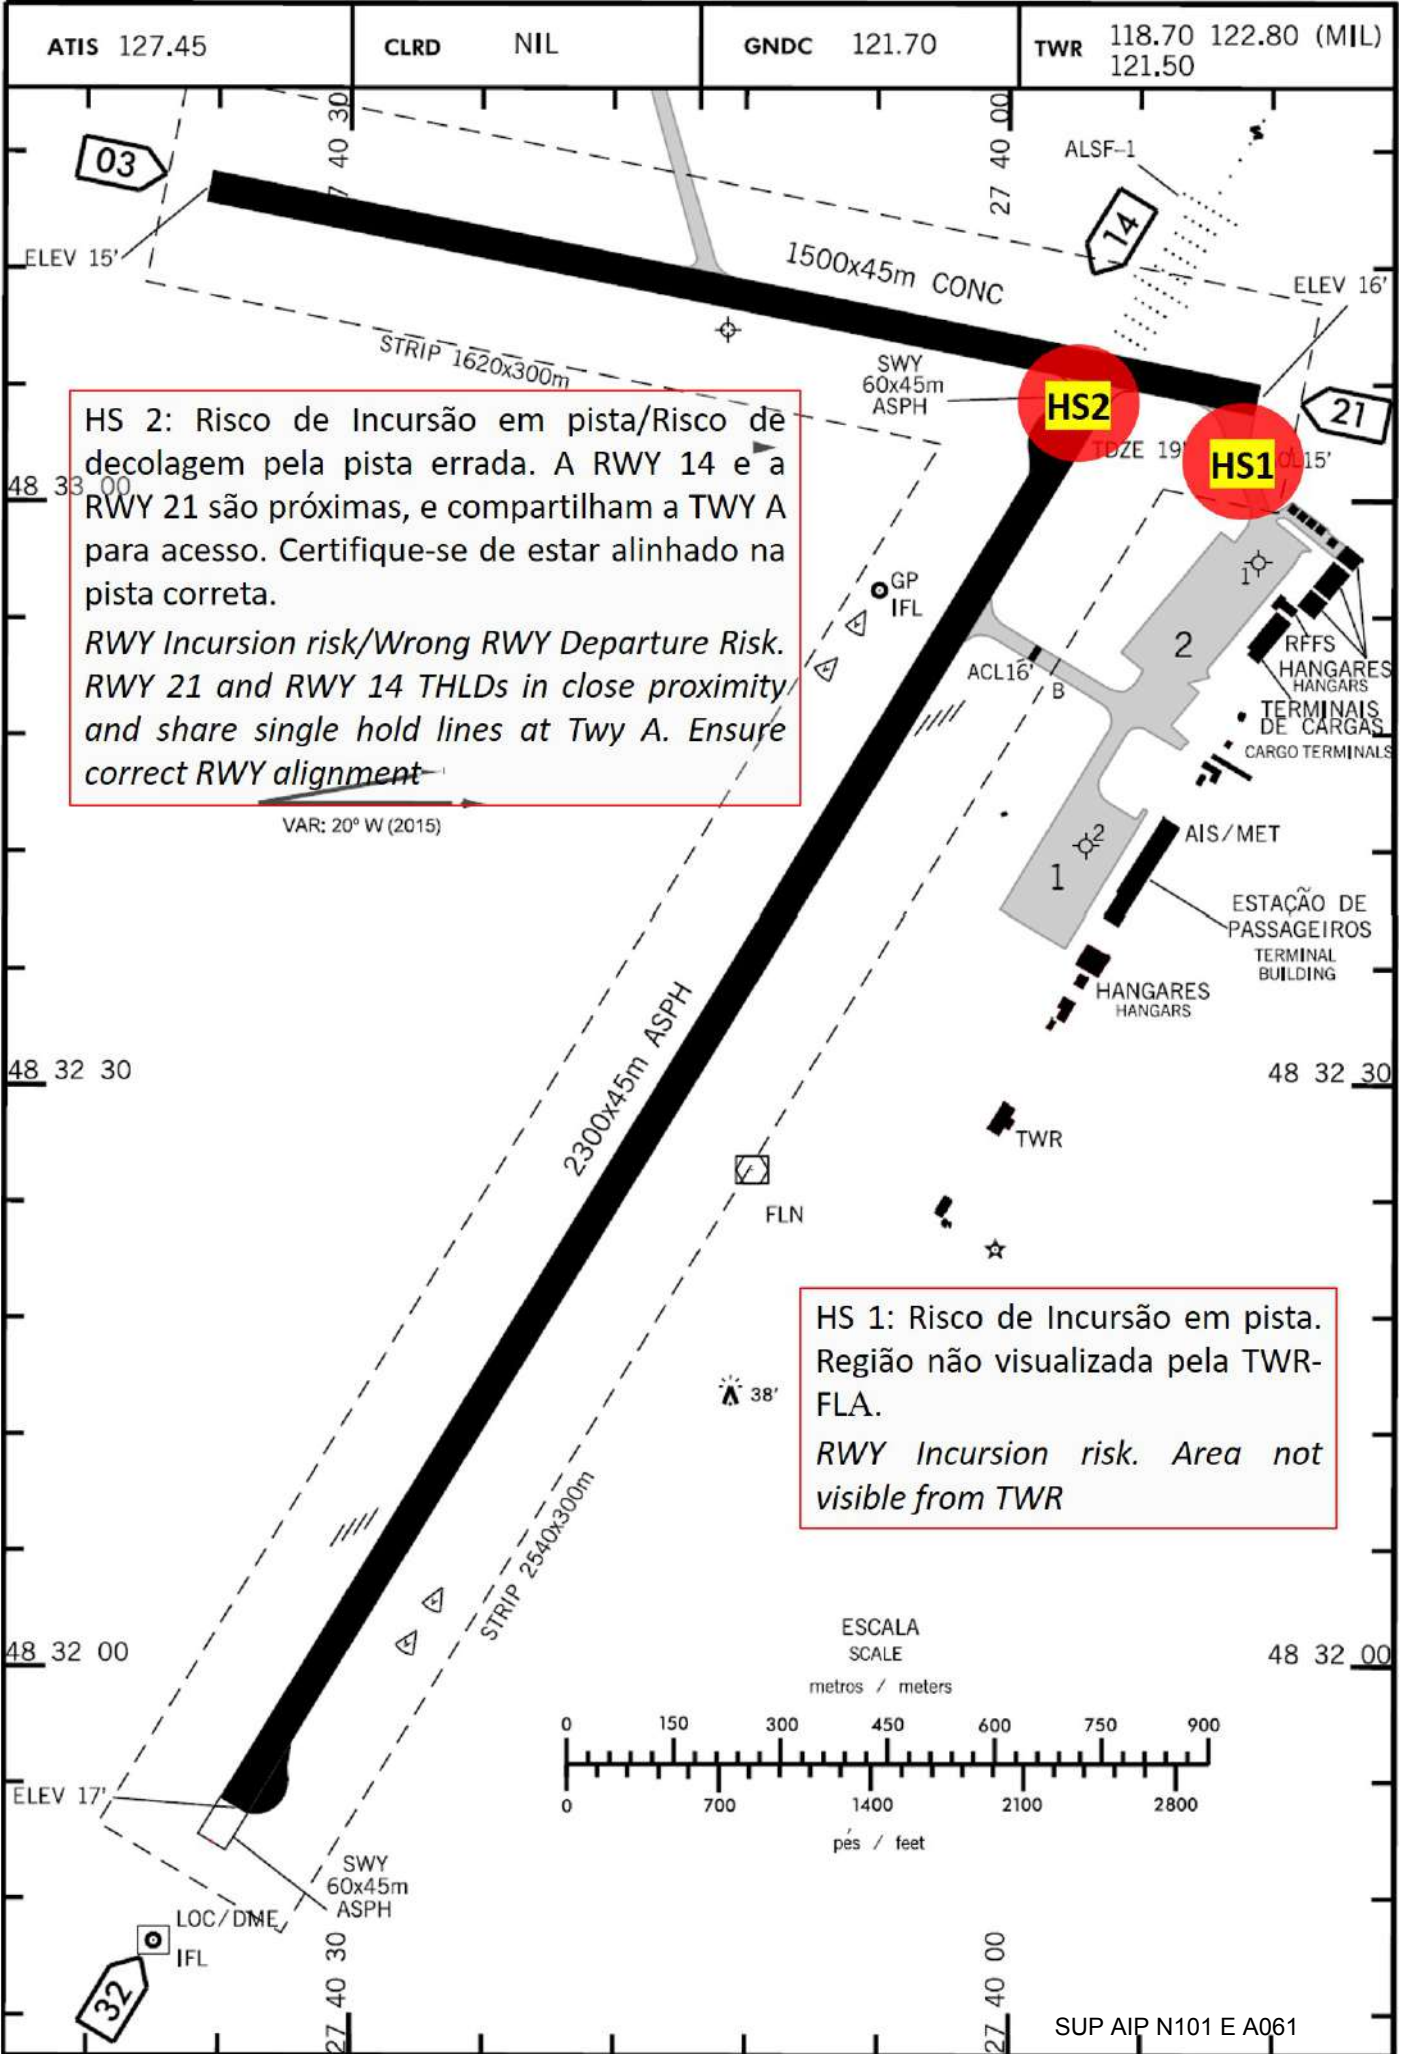 ATIS 127.45
CLRD NIL
GNDC 121.70
TWR 118.70 122.80 (MIL)
121.50
27 40 30
27 40 00
03
ALSF-1
14
ELEV 15'
1500x45m CONC
ELEV 16'
STRIP 1620x300m
SWY
60x45m
ASPH
HS2
21
TDZE 19'
HS1
15'
48 33 00
HS 2: Risco de Incursão em pista/Risco de
decolagem pela pista errada. A RWY 14 e a
RWY 21 são próximas, e compartilham a TWY A
para acesso. Certifique-se de estar alinhado na
pista correta.
RWY Incursion risk/Wrong RWY Departure Risk.
RWY 21 and RWY 14 THLDs in close proximity
and share single hold lines at Twy A. Ensure
correct RWY alignment
VAR: 20º W (2015)
GP
IFL
1
2
RFFS
HANGARES
HANGARS
ACL16'
B
TERMINAIS
DE CARGAS
CARGO TERMINALS
2
1
AIS/MET
ESTAÇÃO DE
PASSAGEIROS
TERMINAL
BUILDING
HANGARES
HANGARS
2300x45m ASPH
48 32 30
48 32 30
TWR
FLN
HS 1: Risco de Incursão em pista.
Região não visualizada pela TWR-
FLA.
RWY Incursion risk. Area not
visible from TWR
38'
STRIP 2540x300m
48 32 00
48 32 00
ESCALA
SCALE
metros / meters
0 150 300 450 600 750 900
0 700 1400 2100 2800
pés / feet
ELEV 17'
SWY
60x45m
ASPH
LOC/DME
IFL
32
27 40 30
27 40 00
SUP AIP N101 E A061